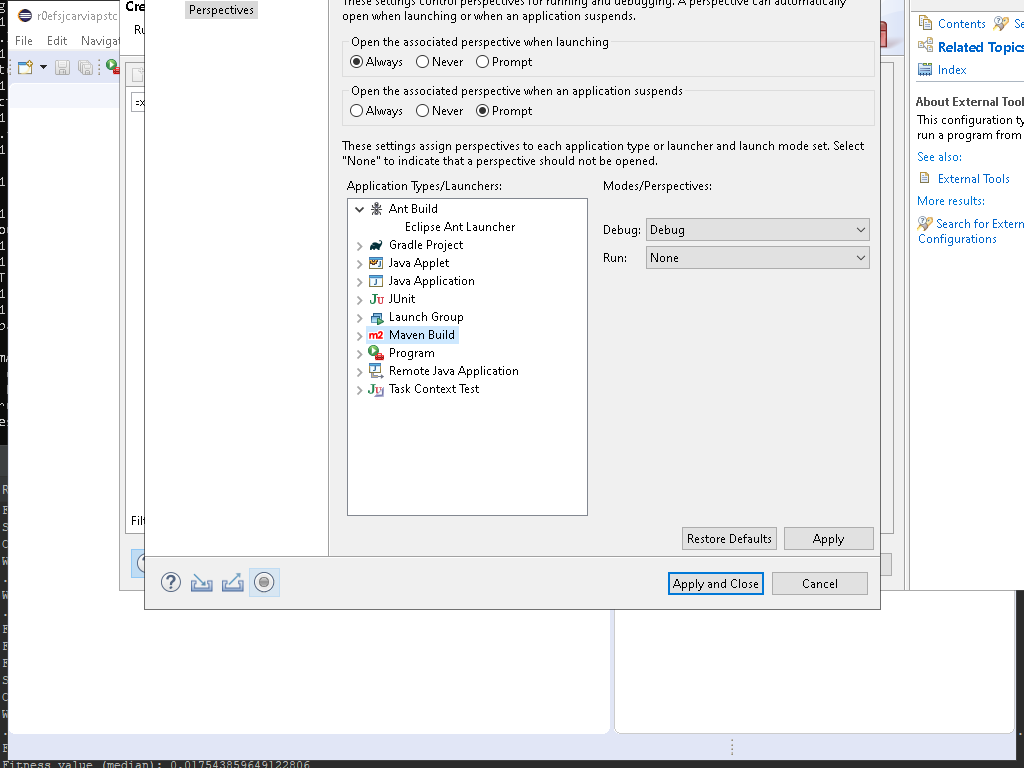 Perspectives
These settings control perspectives for running and debugging. A perspective can automatically
open when launching or when an application suspends.
r0efsjcarviapstc
File Edit Navigat
Open the associated perspective when launching
Always Never Prompt
Open the associated perspective when an application suspends
Always Never Prompt
These settings assign perspectives to each application type or launcher and launch mode set. Select
"None" to indicate that a perspective should not be opened.
Application Types/Launchers:
Modes/Perspectives:
Ant Build
Eclipse Ant Launcher
Gradle Project
Java Applet
Java Application
JUnit
Launch Group
m2 Maven Build
Program
Remote Java Application
Task Context Test
Debug: Debug
Run: None
Restore Defaults Apply
Apply and Close Cancel
Contents Se
Related Topics
Index
About External Tool
This configuration ty
run a program from
See also:
External Tools
More results:
Search for Extern
Configurations
Cre
Ru
Filt
Fitness value (median): 0.017543859649122806